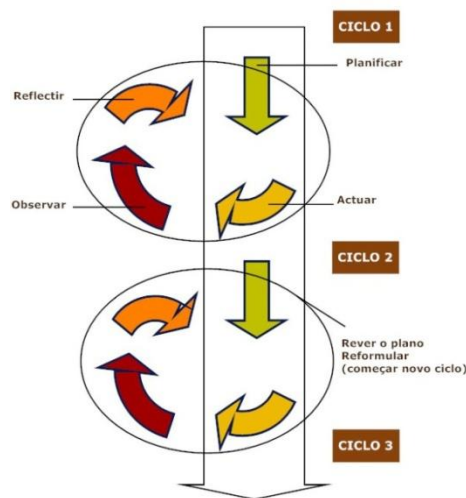 CICLO 1
Planificar
Reflectir
Observar
Actuar
CICLO 2
Rever o plano
Reformular
(começar novo ciclo)
CICLO 3